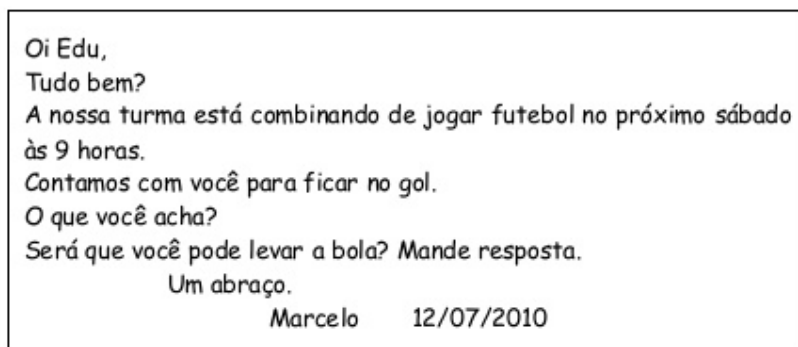 Oi Edu,
Tudo bem?
A nossa turma está combinando de jogar futebol no próximo sábado
às 9 horas.
Contamos com você para ficar no gol.
O que você acha?
Será que você pode levar a bola? Mande resposta.
Um abraço.
Marcelo 12/07/2010